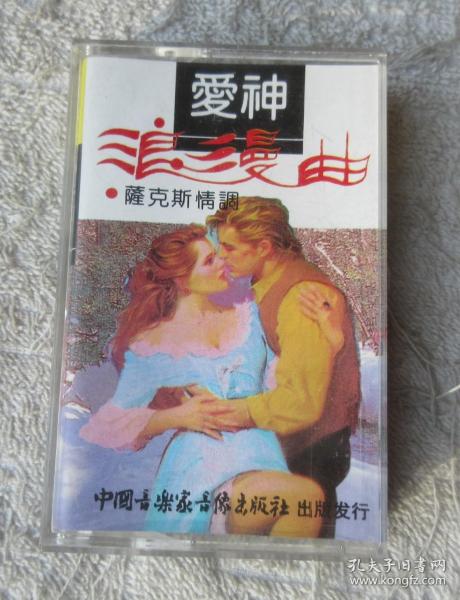 愛神
浪漫曲
●薩克斯情調
中國音樂家音像出版社 出版发行
孔夫子旧书网
www.kongfz.com